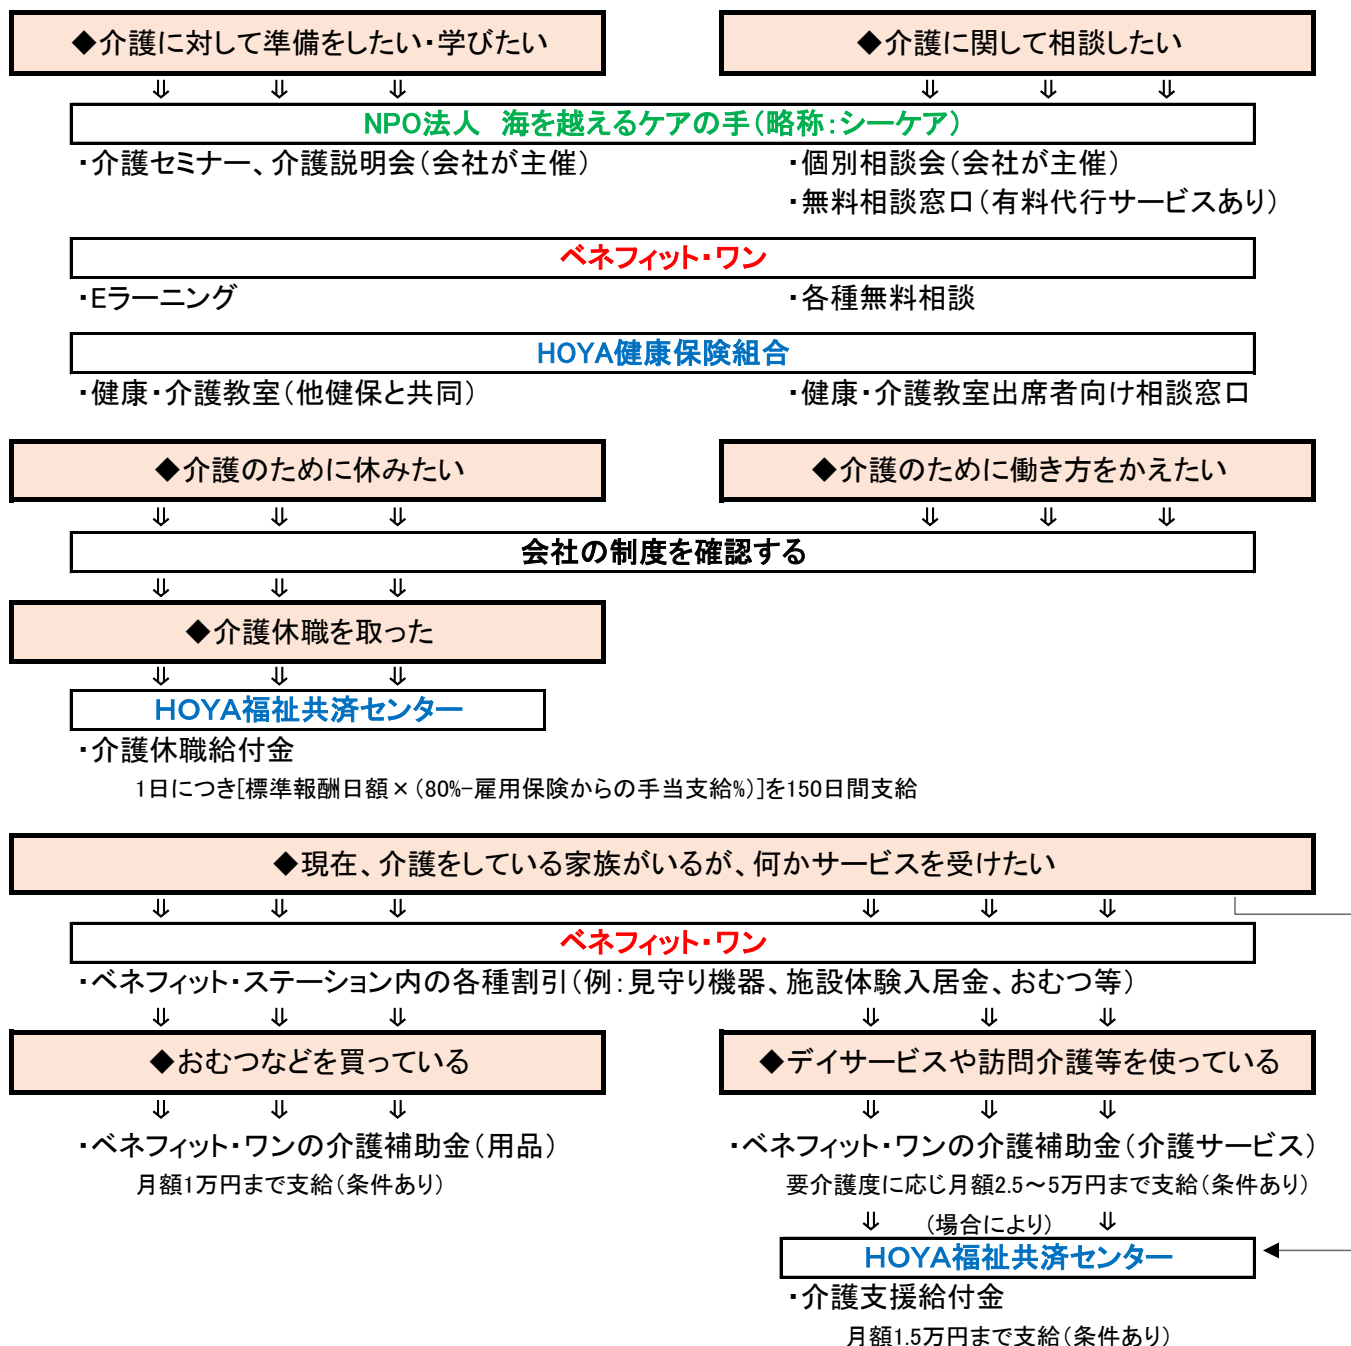 ◆介護に対して準備をしたい・学びたい
◆介護に関して相談したい
⇓ ⇓ ⇓ ⇓ ⇓ ⇓
NPO法人 海を越えるケアの手(略称:シーケア)
・介護セミナー、介護説明会(会社が主催)
・個別相談会(会社が主催)
・無料相談窓口(有料代行サービスあり)
ベネフィット・ワン
・Eラーニング
・各種無料相談
HOYA健康保険組合
・健康・介護教室(他健保と共同)
・健康・介護教室出席者向け相談窓口
◆介護のために休みたい
◆介護のために働き方をかえたい
⇓ ⇓ ⇓ ⇓ ⇓ ⇓
会社の制度を確認する
⇓ ⇓ ⇓
◆介護休職を取った
⇓ ⇓ ⇓
HOYA福祉共済センター
・介護休職給付金
1日につき[標準報酬日額×(80%-雇用保険からの手当支給%)]を150日間支給
◆現在、介護をしている家族がいるが、何かサービスを受けたい
⇓ ⇓ ⇓ ⇓ ⇓ ⇓
ベネフィット・ワン
・ベネフィット・ステーション内の各種割引(例:見守り機器、施設体験入居金、おむつ等)
⇓ ⇓ ⇓ ⇓ ⇓ ⇓
◆おむつなどを買っている
◆デイサービスや訪問介護等を使っている
⇓ ⇓ ⇓ ⇓ ⇓ ⇓
・ベネフィット・ワンの介護補助金(用品)
月額1万円まで支給(条件あり)
・ベネフィット・ワンの介護補助金(介護サービス)
要介護度に応じ月額2.5～5万円まで支給(条件あり)
⇓ (場合により) ⇓
HOYA福祉共済センター
・介護支援給付金
月額1.5万円まで支給(条件あり)